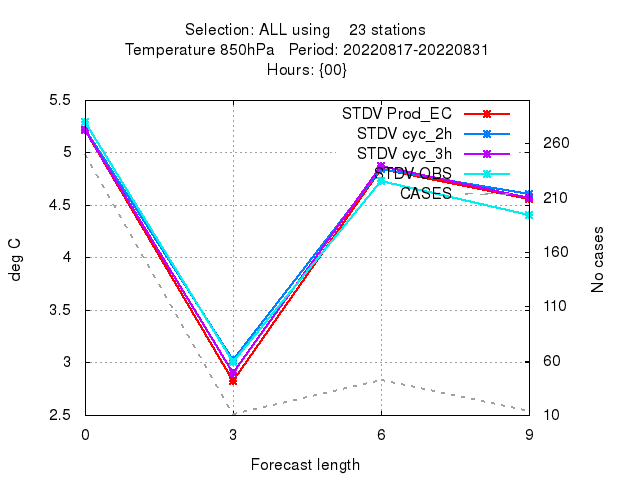 Selection: ALL using    23 stations
Temperature 850hPa   Period: 20220817-20220831
Hours: {00}
STDV Prod_EC
STDV cyc_2h
STDV cyc_3h
STDV OBS
CASES
5.5
5
4.5
4
3.5
3
2.5
deg C
260
210
160
110
60
10
No cases
0 3 6 9
Forecast length